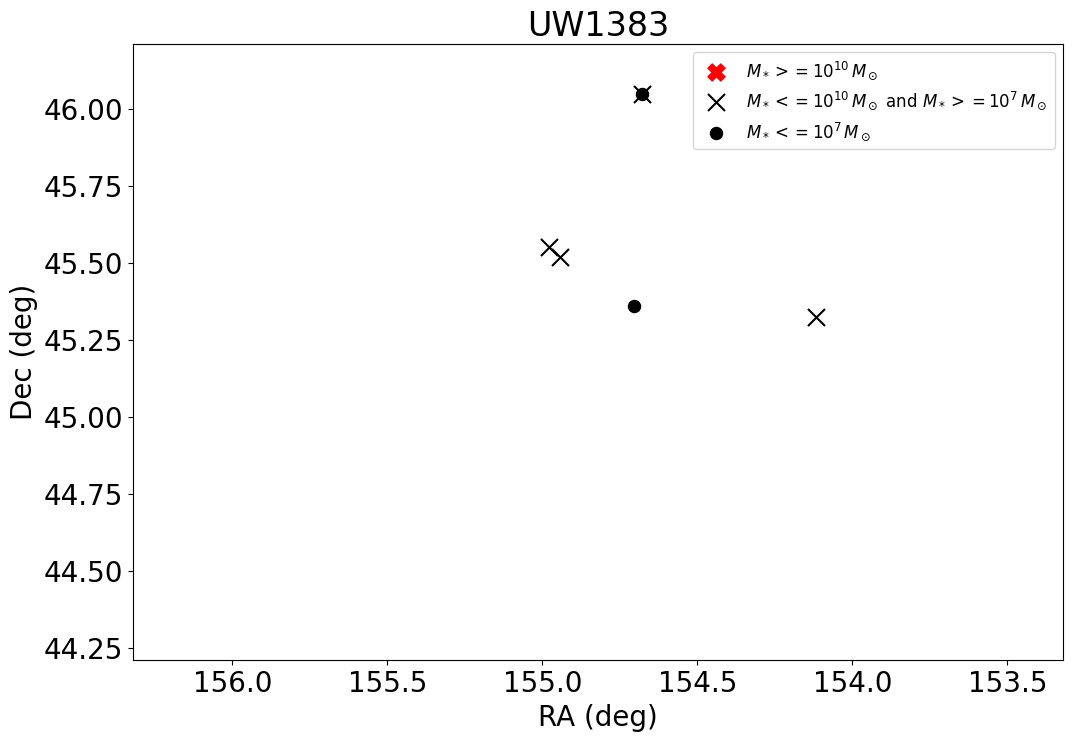 UW1383
M* >= 10^10 M⊙
M* <= 10^10 M⊙ and M* >= 10^7 M⊙
M* <= 10^7 M⊙
46.00
45.75
45.50
45.25
45.00
44.75
44.50
44.25
Dec (deg)
156.0 155.5 155.0 154.5 154.0 153.5
RA (deg)